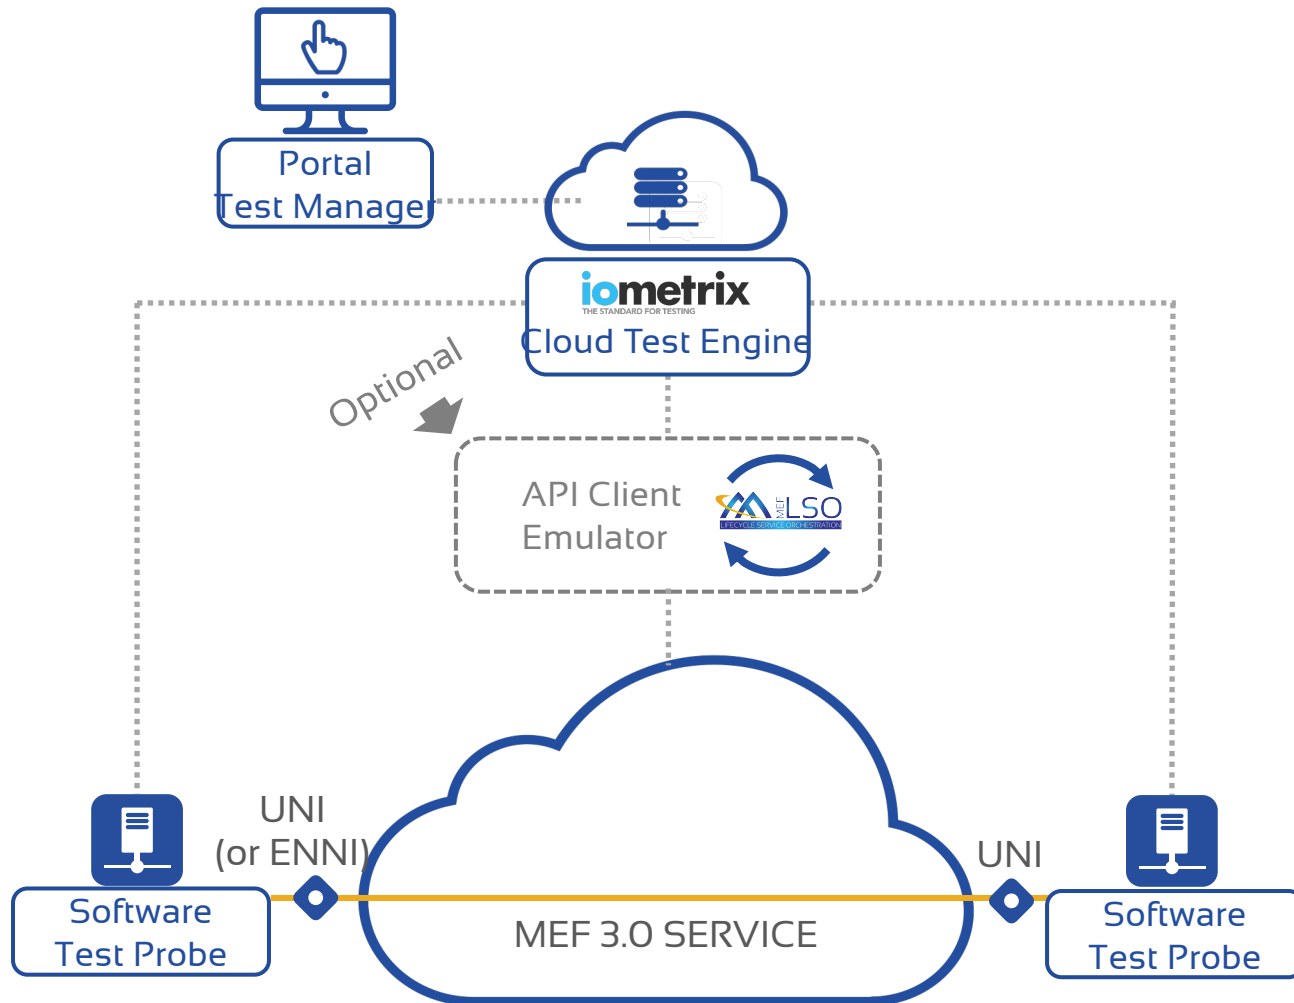 Portal
Test Manager
iometrix
THE STANDARD FOR TESTING
Cloud Test Engine
Optional
API Client
Emulator
MEF LSO
LIFECYCLE SERVICE ORCHESTRATION
UNI
(or ENNI)
UNI
Software
Test Probe
MEF 3.0 SERVICE
Software
Test Probe